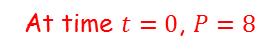 At time t = 0, P = 8